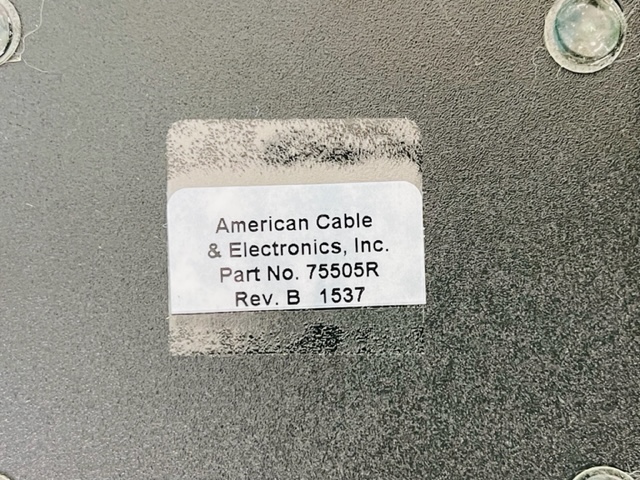 American Cable
& Electronics, Inc.
Part No. 75505R
Rev. B 1537